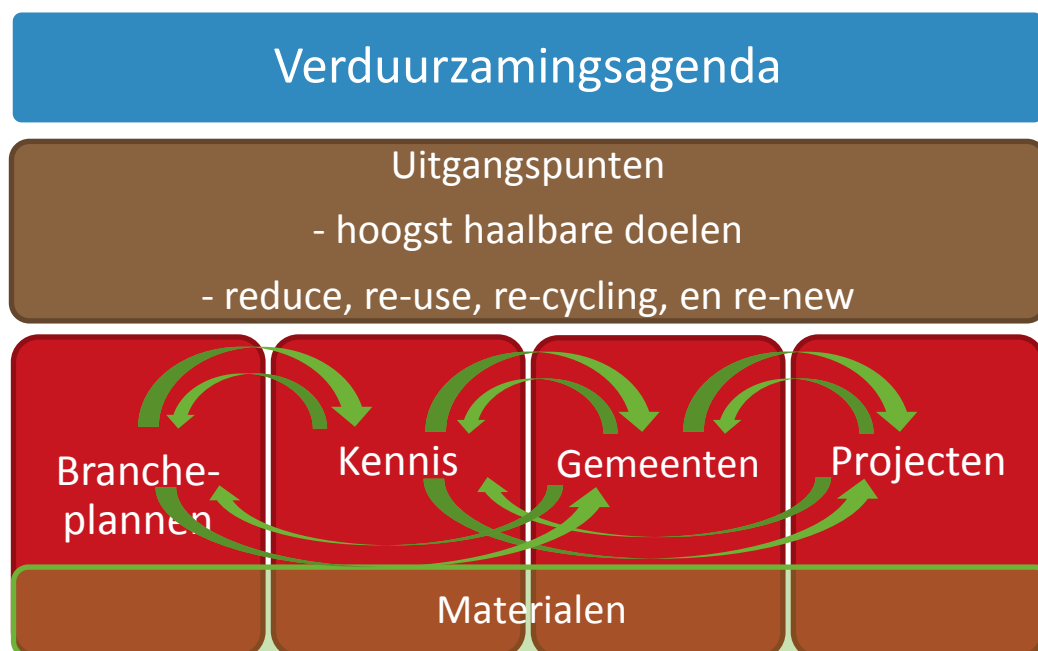 Verduurzamingsagenda
Uitgangspunten
- hoogst haalbare doelen
- reduce, re-use, re-cycling, en re-new
Branche-
plannen
Kennis
Gemeenten
Projecten
Materialen